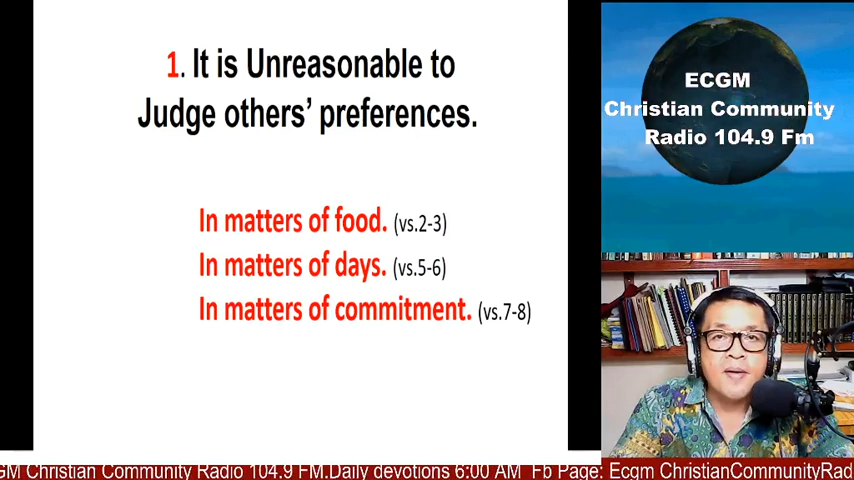 1. It is Unreasonable to
Judge others' preferences.
In matters of food. (vs.2-3)
In matters of days. (vs.5-6)
In matters of commitment. (vs.7-8)
ECGM
Christian Community
Radio 104.9 Fm
GM Christian Community Radio 104.9 FM.Daily devotions 6:00 AM Fb Page: Ecgm ChristianCommunityRad